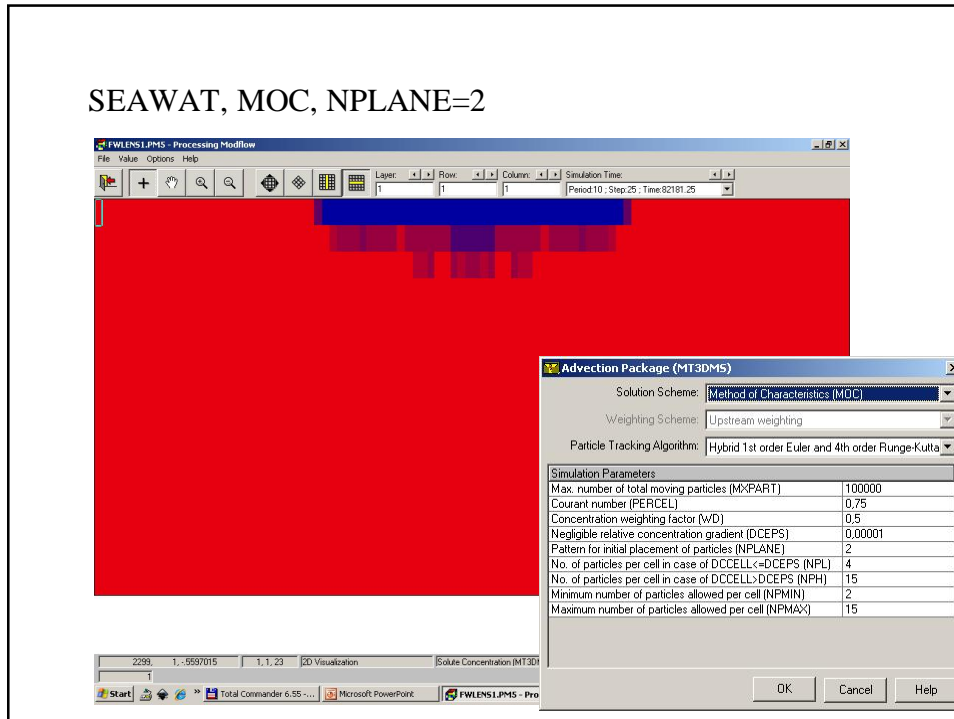 SEAWAT, MOC, NPLANE=2
FWLENS1.PM5 - Processing Modflow
File Value Options Help
Layer: Row: Column: Simulation Time:
1 1 1 Period:10 ; Step:25 ; Time:82181.25
Advection Package (MT3DMS)
Solution Scheme: Method of Characteristics (MOC)
Weighting Scheme: Upstream weighting
Particle Tracking Algorithm: Hybrid 1st order Euler and 4th order Runge-Kutta
Simulation Parameters
Max. number of total moving particles (MXPART) 100000
Courant number (PERCEL) 0,75
Concentration weighting factor (WD) 0,5
Negligible relative concentration gradient (DCEPS) 0,00001
Pattern for initial placement of particles (NPLANE) 2
No. of particles per cell in case of DCCELL<=DCEPS (NPL) 4
No. of particles per cell in case of DCCELL>DCEPS (NPH) 15
Minimum number of particles allowed per cell (NPMIN) 2
Maximum number of particles allowed per cell (NPMAX) 15
OK Cancel Help
2299, 1,-.5597015 1, 1, 23 2D Visualization Solute Concentration (MT3DM
1
Start » Total Commander 6.55 -... Microsoft PowerPoint FWLENS1.PM5 - Pro